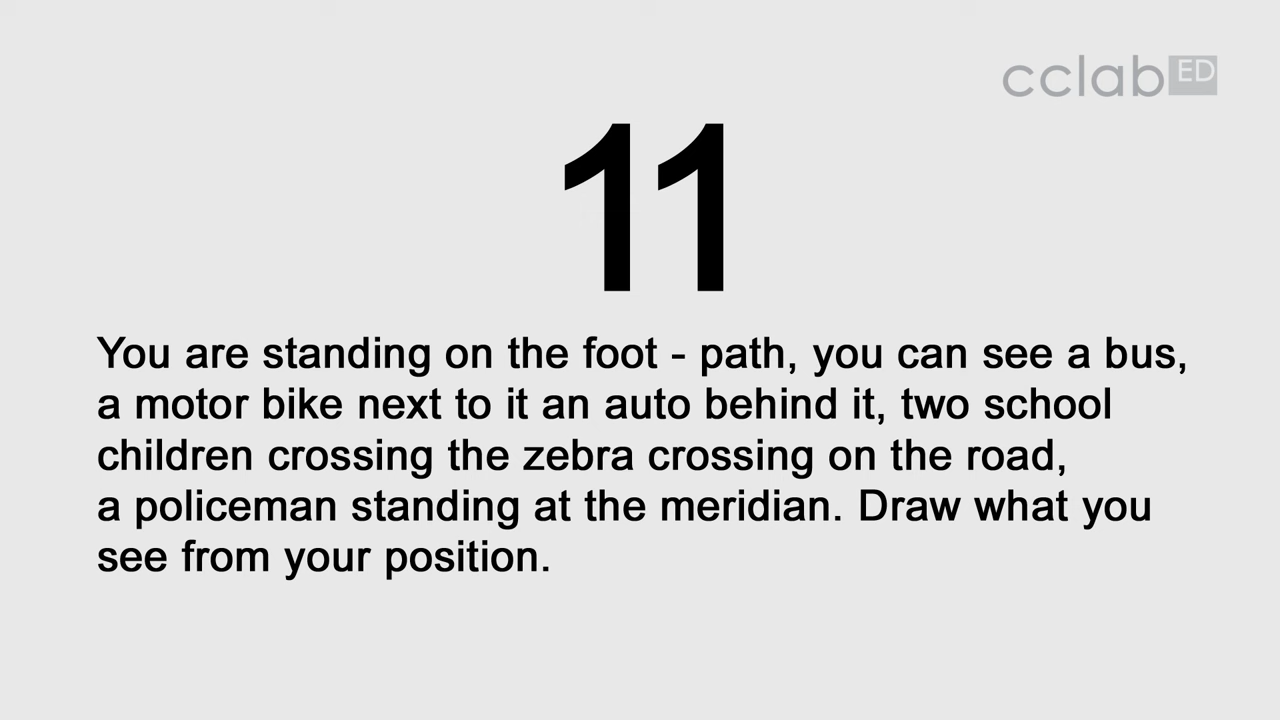 cclab ED
11
You are standing on the foot - path, you can see a bus,
a motor bike next to it an auto behind it, two school
children crossing the zebra crossing on the road,
a policeman standing at the meridian. Draw what you
see from your position.